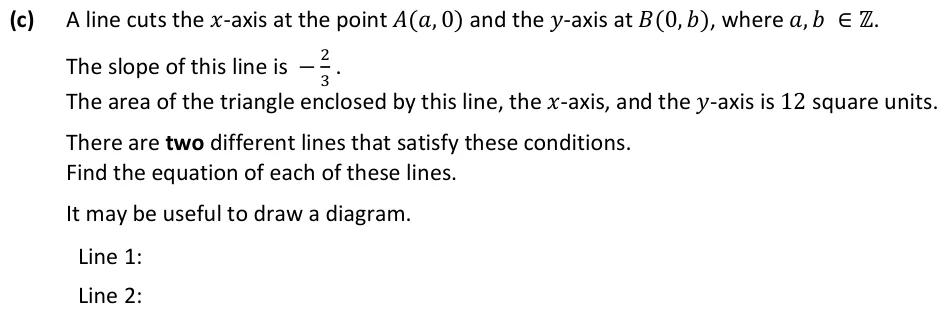 (c) A line cuts the x-axis at the point A(a, 0) and the y-axis at B(0, b), where a, b ∈ ℤ.
The slope of this line is −2/3 .
The area of the triangle enclosed by this line, the x-axis, and the y-axis is 12 square units.
There are two different lines that satisfy these conditions.
Find the equation of each of these lines.
It may be useful to draw a diagram.
Line 1:
Line 2: